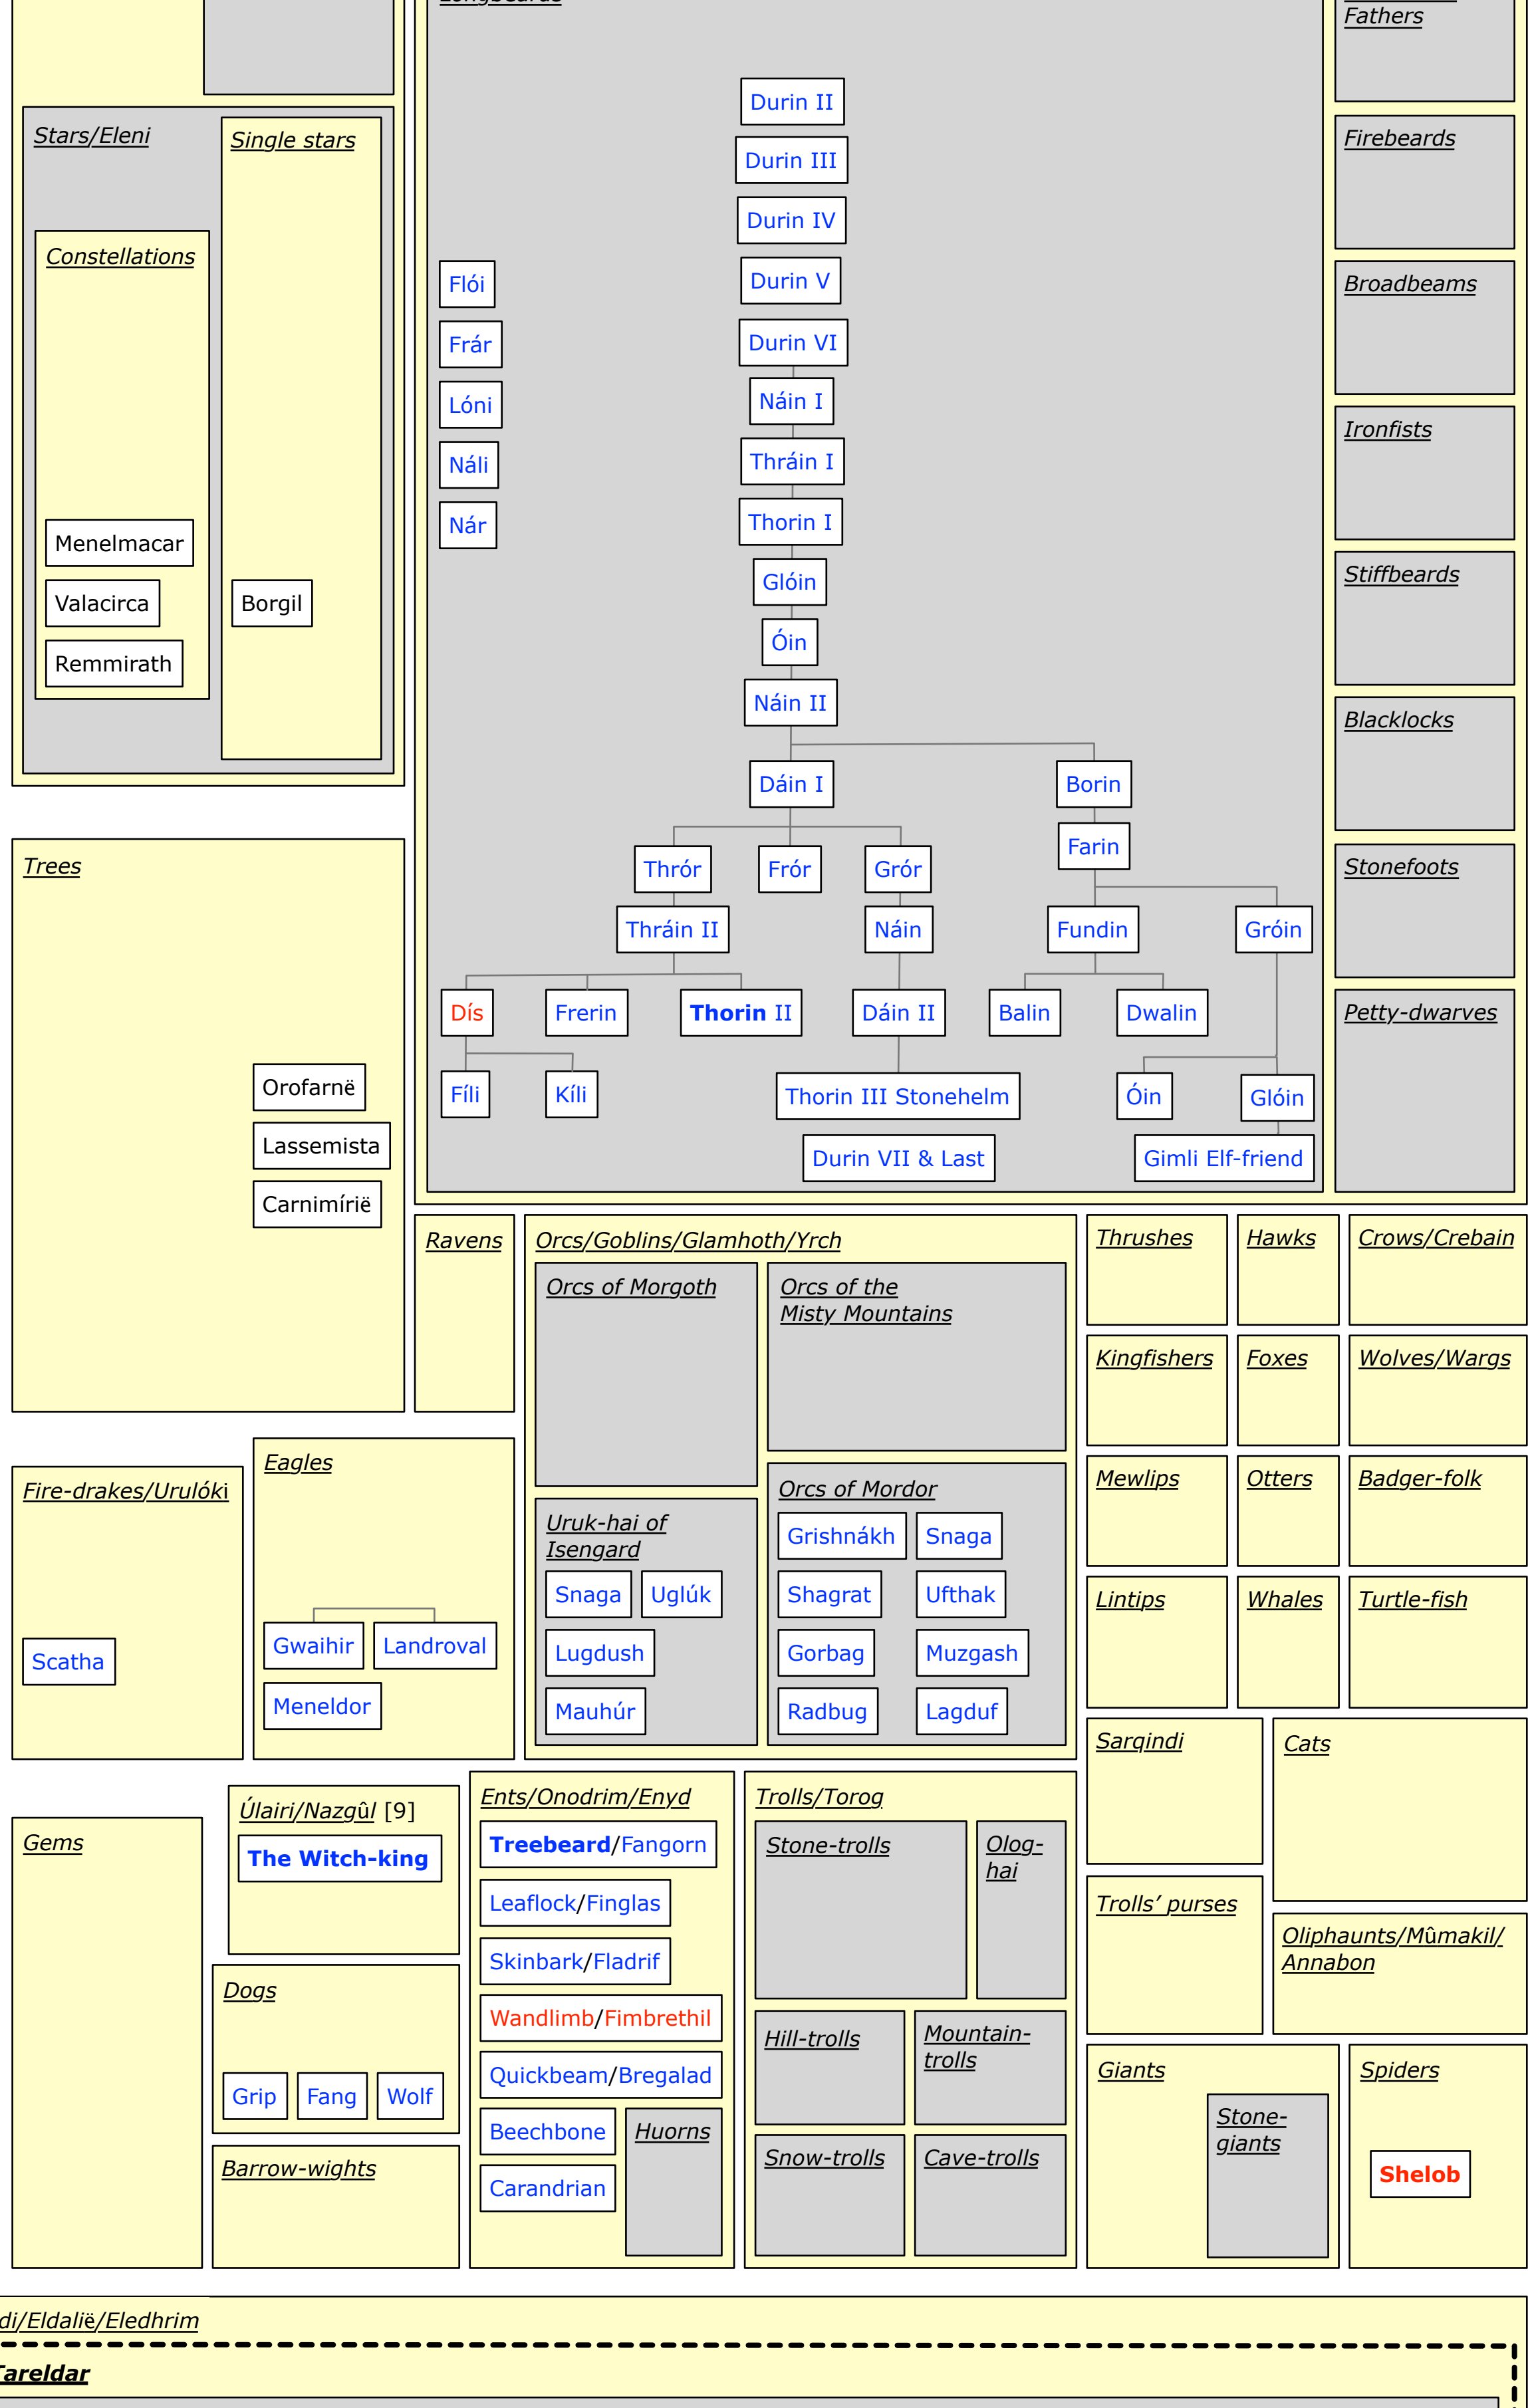 Longbeards
Fathers
Stars/Eleni
Single stars
Constellations
Menelmacar
Valacirca
Remmirath
Borgil
Durin II
Durin III
Durin IV
Durin V
Durin VI
Náin I
Thráin I
Thorin I
Glóin
Óin
Náin II
Flói
Frár
Lóni
Náli
Nár
Dáin I
Borin
Farin
Thrór
Frór
Grór
Thráin II
Náin
Fundin
Gróin
Dís
Frerin
Thorin II
Dáin II
Balin
Dwalin
Fíli
Kíli
Thorin III Stonehelm
Óin
Glóin
Durin VII & Last
Gimli Elf-friend
Firebeards
Broadbeams
Ironfists
Stiffbeards
Blacklocks
Stonefoots
Petty-dwarves
Trees
Orofarnë
Lassemista
Carnimírië
Ravens
Orcs/Goblins/Glamhoth/Yrch
Orcs of Morgoth
Orcs of the
Misty Mountains
Uruk-hai of
Isengard
Snaga
Uglúk
Lugdush
Mauhúr
Orcs of Mordor
Grishnákh
Snaga
Shagrat
Ufthak
Gorbag
Muzgash
Radbug
Lagduf
Thrushes
Hawks
Crows/Crebain
Kingfishers
Foxes
Wolves/Wargs
Mewlips
Otters
Badger-folk
Lintips
Whales
Turtle-fish
Fire-drakes/Urulóki
Scatha
Eagles
Gwaihir
Landroval
Meneldor
Sarqindi
Cats
Trolls’ purses
Oliphaunts/Mûmakil/
Annabon
Giants
Stone-
giants
Spiders
Shelob
Gems
Úlairi/Nazgûl [9]
The Witch-king
Dogs
Grip
Fang
Wolf
Barrow-wights
Ents/Onodrim/Enyd
Treebeard/Fangorn
Leaflock/Finglas
Skinbark/Fladrif
Wandlimb/Fimbrethil
Quickbeam/Bregalad
Beechbone
Carandrian
Huorns
Trolls/Torog
Stone-trolls
Olog-
hai
Hill-trolls
Mountain-
trolls
Snow-trolls
Cave-trolls
di/Eldalië/Eledhrim
Tareldar